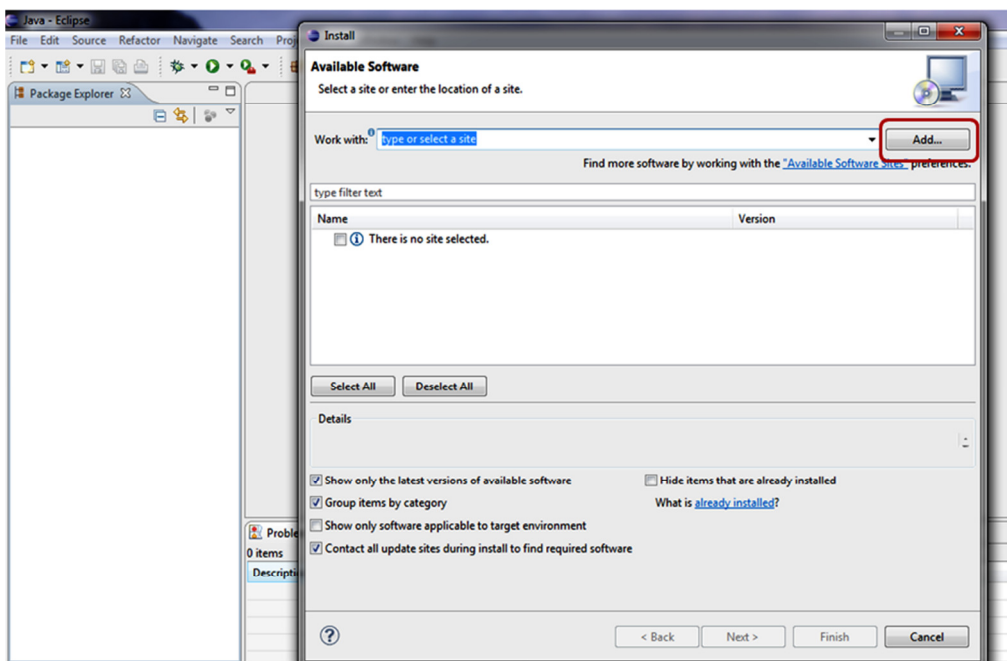 Java - Eclipse
File Edit Source Refactor Navigate Search
Package Explorer
Install
Available Software
Select a site or enter the location of a site.
Work with: type or select a site
Add...
Find more software by working with the "Available Software Sites" preferences.
type filter text
Name Version
There is no site selected.
Select All Deselect All
Details
Show only the latest versions of available software
Hide items that are already installed
Group items by category
What is already installed?
Show only software applicable to target environment
Contact all update sites during install to find required software
0 items
< Back Next > Finish Cancel